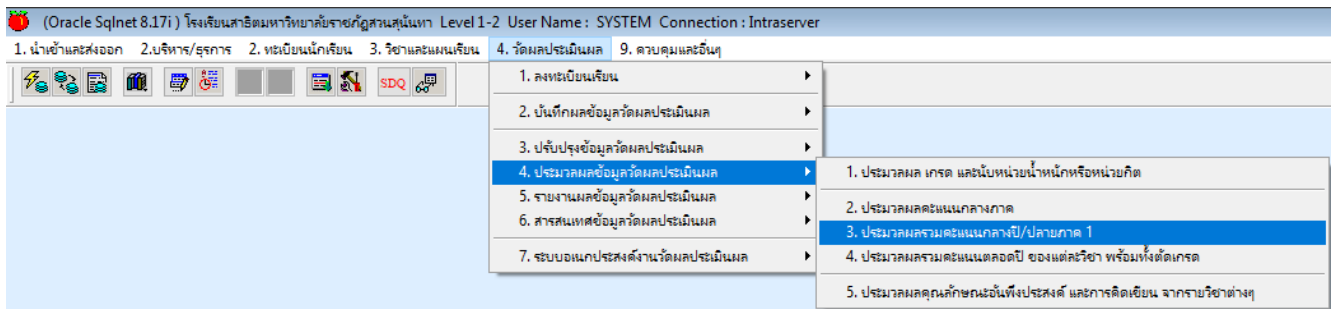 (Oracle Sqlnet 8.17i ) โรงเรียนสาธิตมหาวิทยาลัยราชภัฏสวนสุนันทา Level 1-2 User Name : SYSTEM Connection : Intraserver
1. นำเข้าและส่งออก 2.บริหาร/ธุรการ 2. ทะเบียนนักเรียน 3. วิชาและแผนเรียน 4. วัดผลประเมินผล 9. ควบคุมและอื่นๆ
SDQ
1. ลงทะเบียนเรียน
2. บันทึกผลข้อมูลวัดผลประเมินผล
3. ปรับปรุงข้อมูลวัดผลประเมินผล
4. ประมวลผลข้อมูลวัดผลประเมินผล
5. รายงานผลข้อมูลวัดผลประเมินผล
6. สารสนเทศข้อมูลวัดผลประเมินผล
7. ระบบอเนกประสงค์งานวัดผลประเมินผล
1. ประมวลผล เกรด และนับหน่วยน้ำหนักหรือหน่วยกิต
2. ประมวลผลคะแนนกลางภาค
3. ประมวลผลรวมคะแนนกลางปี/ปลายภาค 1
4. ประมวลผลรวมคะแนนตลอดปี ของแต่ละวิชา พร้อมทั้งตัดเกรด
5. ประมวลผลคุณลักษณะอันพึงประสงค์ และการคิดเขียน จากรายวิชาต่างๆ